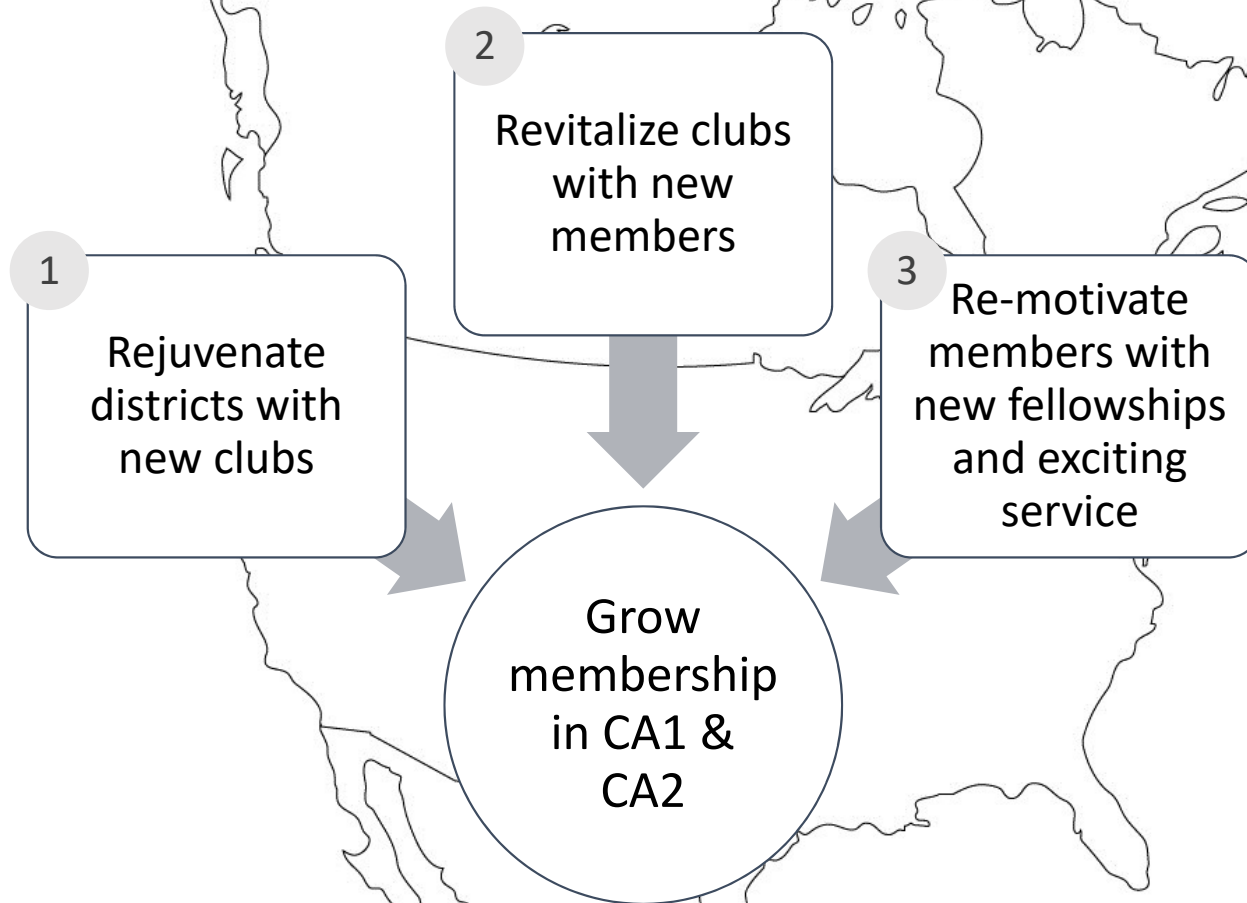 1
Rejuvenate
districts with
new clubs
2
Revitalize clubs
with new
members
3
Re-motivate
members with
new fellowships
and exciting
service
Grow
membership
in CA1 &
CA2